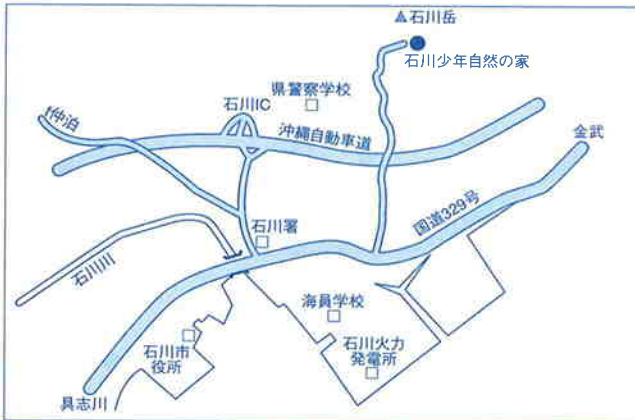 ▲石川岳
石川少年自然の家
県警察学校
石川IC
仲泊
沖縄自動車道
金武
国道329号
石川署
石川川
海員学校
石川市
役所
石川火力
発電所
具志川